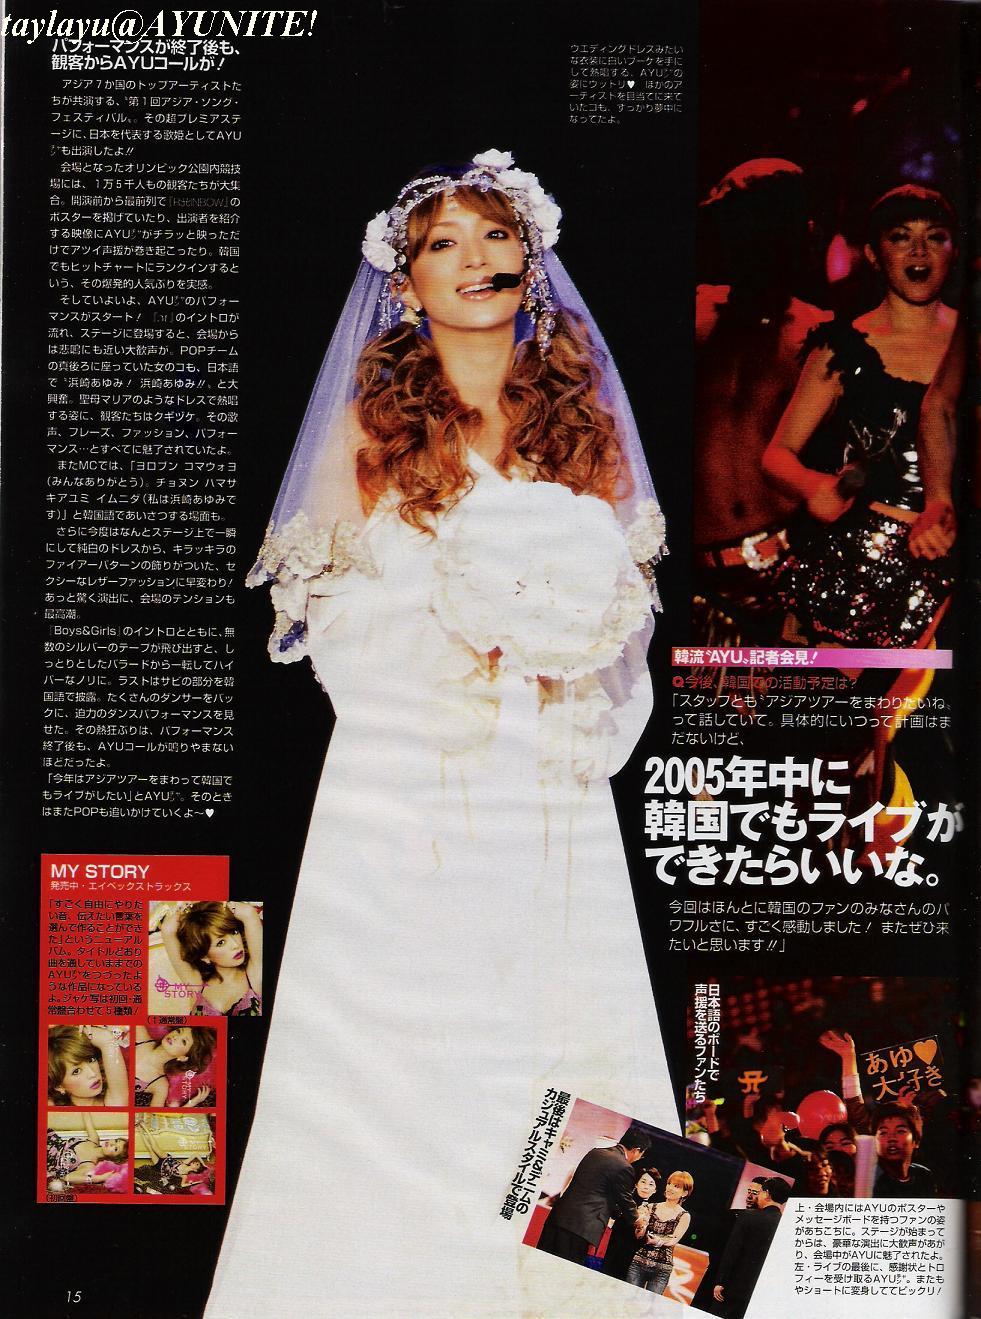 taylayu@AYUNITE!
パフォーマンスが終了後も、
観客からAYUコールが!
アジア7か国のトップアーティストた
ちが共演する、〝第1回アジア・ソング・
フェスティバル〟。その超プレミアステ
ージに、日本を代表する歌姫としてAYU
も出演したよ!!
会場となったオリンピック公園内競技
場には、1万5千人もの観客たちが大集
合。開演前から最前列で『RAINBOW』の
ポスターを掲げていたり、出演者を紹介
する映像にAYUがチラッと映っただ
けでアツイ声援が巻き起こったり。韓国
でもヒットチャートにランクインすると
いう、その爆発的人気ぶりを実感。
そしていよいよ、AYUのパフォー
マンスがスタート! のイントロが
流れ、ステージに登場すると、会場から
は悲鳴にも近い大歓声が。POPチーム
の真後ろに座っていた女のコも、日本語
で〝浜崎あゆみ! 浜崎あゆみ!!〟と大
興奮。聖母マリアのようなドレスで熱唱
する姿に、観客たちはクギヅケ。その歌
声、フレーズ、ファッション、パフォー
マンス…とすべてに魅了されていたよ。
またMCでは、「ヨロブン コマウォヨ
(みんなありがとう)。チョヌン ハマサ
キアユミ イムニダ(私は浜崎あゆみで
す)」と韓国語であいさつする場面も。
さらに今度はなんとステージ上で一瞬
にして純白のドレスから、キラッキラの
ファイアーパターンの飾りがついた、セ
クシーなレザーファッションに早変わり!
あっと驚く演出に、会場のテンションも
最高潮。
『Boys&Girls』のイントロとともに、無
数のシルバーのテープが飛び出すと、し
っとりとしたバラードから一転してハイ
パーなノリに。ラストはサビの部分を韓
国語で披露。たくさんのダンサーをバッ
クに、迫力のダンスパフォーマンスを見
せた。その熱狂ぶりは、パフォーマンス
終了後も、AYUコールが鳴りやまない
ほどだったよ。
「今年はアジアツアーをまわって韓国で
もライブがしたい」とAYU。そのとき
はまたPOPも追いかけていくよ〜♥
ウエディングドレスみたい
な衣装に白いブーケを手に
して熱唱する、AYUの
姿にウットリ♥ ほかのア
ーティストを目当てに来て
いたコも、すっかり夢中に
なってたよ。
韓流〝AYU〟記者会見!
Q今後、韓国での活動予定は?
「スタッフとも〝アジアツアーをまわりたいね〟
って話していて。具体的にいつって計画はま
だないけど、
2005年中に
韓国でもライブが
できたらいいな。
今回はほんとに韓国のファンのみなさんのパ
ワフルさに、すごく感動しました! またぜひ来
たいと思います!!」
MY STORY
発売中・エイベックストラックス
「すごく自由にやりた
い音、伝えたい言葉を
選んで作ることができ
た」というニューアル
バム。タイトルどおり
曲を通していままでの
AYUをつづったよ
うな作品になっている
よ。ジャケ写は初回・通
常盤合わせて5種類!
MY
STORY
(↑通常盤)
(初回盤)
日本語のボードで
声援を送るファンたち
あゆ♥
大好き
最後はキャミ&デニムの
カジュアルスタイルで登場
上・会場内にはAYUのポスターや
メッセージボードを持つファンの姿
があちこちに。ステージが始まって
からは、豪華な演出に大歓声があが
り、会場中がAYUに魅了されたよ。
左・ライブの最後に、感謝状とトロ
フィーを受け取るAYU。またも
やショートに変身しててビックリ!
15